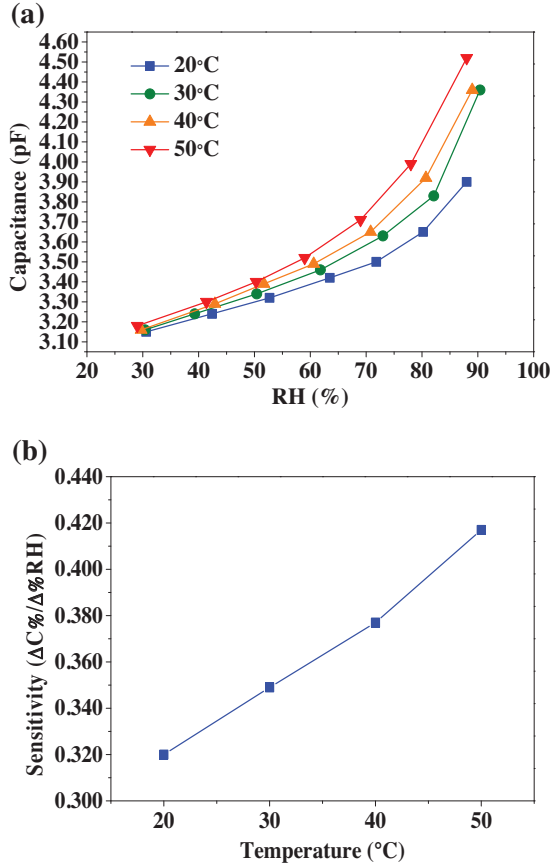 (a)
4.60
4.50
4.40
4.30
4.20
4.10
4.00
3.90
3.80
3.70
3.60
3.50
3.40
3.30
3.20
3.10
Capacitance (pF)
20°C
30°C
40°C
50°C
20 30 40 50 60 70 80 90 100
RH (%)
(b)
0.440
0.420
0.400
0.380
0.360
0.340
0.320
0.300
Sensitivity (ΔC%/Δ%RH)
20 30 40 50
Temperature (°C)